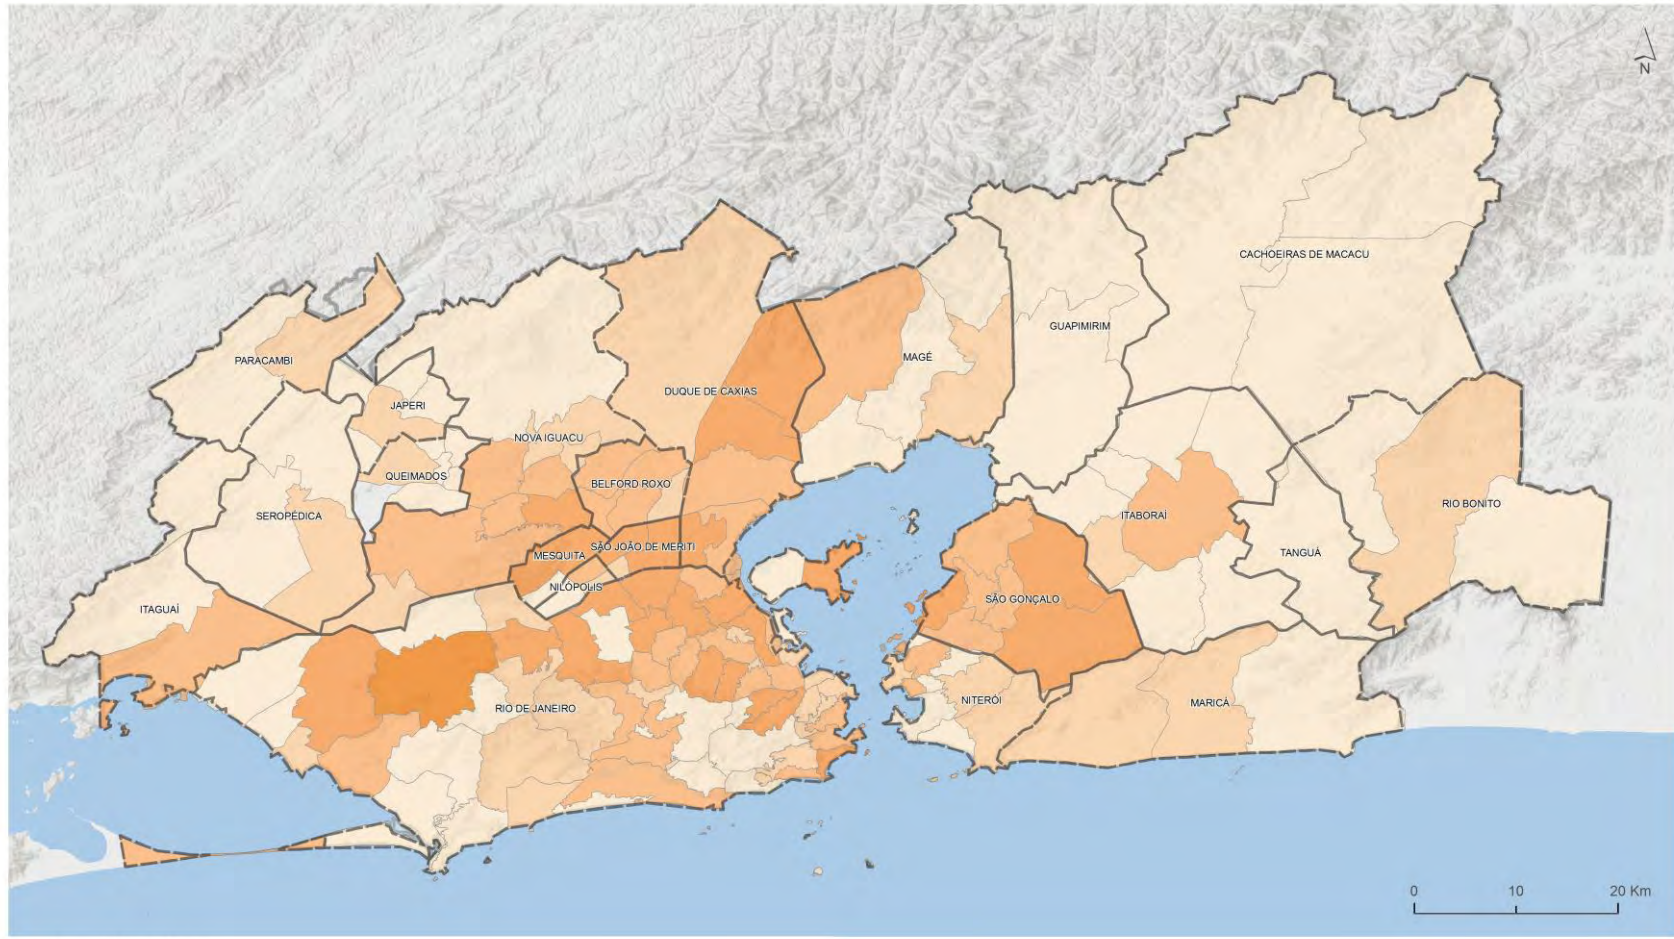 N
CACHOEIRAS DE MACACU
GUAPIMIRIM
PARACAMBI
MAGÉ
DUQUE DE CAXIAS
JAPERI
NOVA IGUACU
QUEIMADOS
BELFORD ROXO
RIO BONITO
SEROPÉDICA
ITABORAÍ
SÃO JOÃO DE MERITI
MESQUITA
TANGUÁ
NILÓPOLIS
SÃO GONÇALO
ITAGUAÍ
NITERÓI
MARICÁ
RIO DE JANEIRO
0 10 20 Km